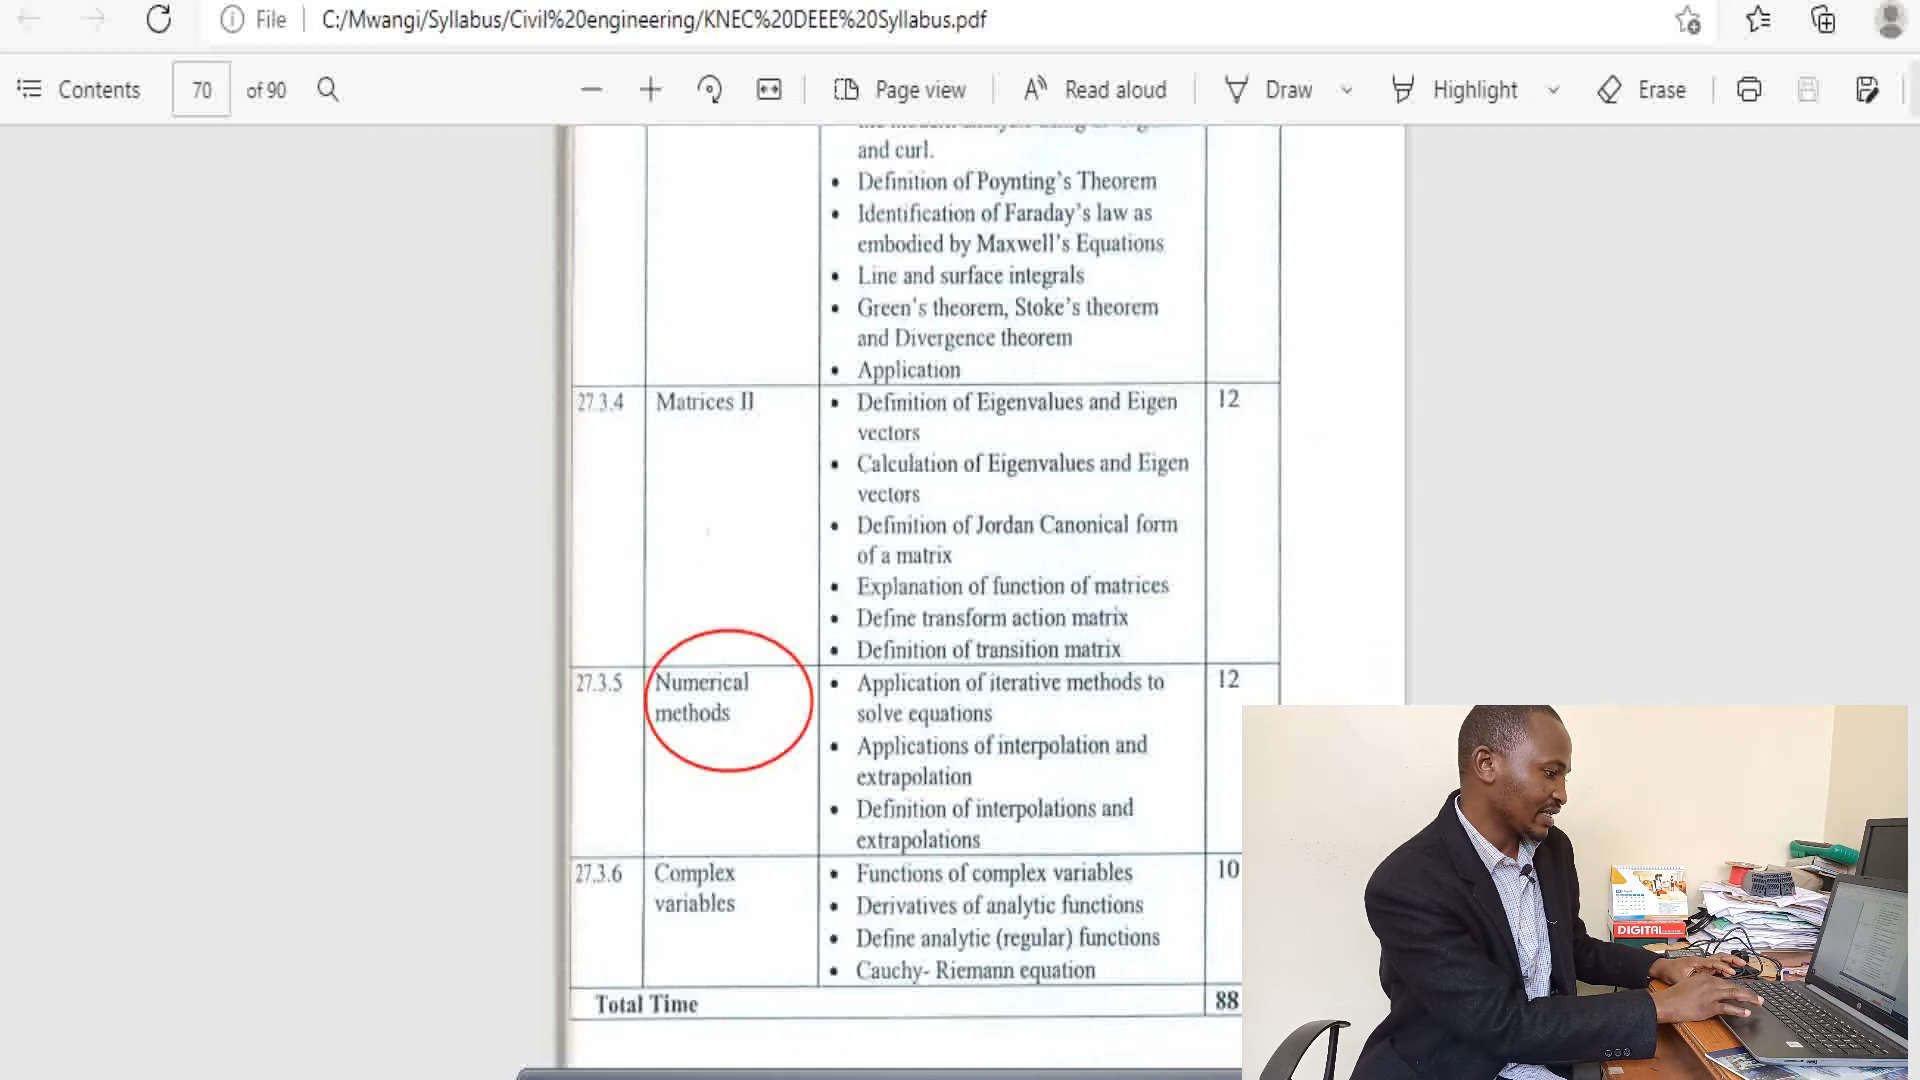 File
C:/Mwangi/Syllabus/Civil%20engineering/KNEC%20DEEE%20Syllabus.pdf
Contents
70
of 90
Page view
Read aloud
Draw
Highlight
Erase
and curl.
• Definition of Poynting's Theorem
• Identification of Faraday's law as
embodied by Maxwell's Equations
• Line and surface integrals
• Green's theorem, Stoke's theorem
and Divergence theorem
• Application
27.3.4 Matrices II
• Definition of Eigenvalues and Eigen
12
vectors
• Calculation of Eigenvalues and Eigen
vectors
• Definition of Jordan Canonical form
of a matrix
• Explanation of function of matrices
• Define transform action matrix
• Definition of transition matrix
27.3.5 Numerical
methods
• Application of iterative methods to
12
solve equations
• Applications of interpolation and
extrapolation
• Definition of interpolations and
extrapolations
27.3.6 Complex
variables
• Functions of complex variables
10
• Derivatives of analytic functions
• Define analytic (regular) functions
• Cauchy- Riemann equation
Total Time
88
DIGITAL